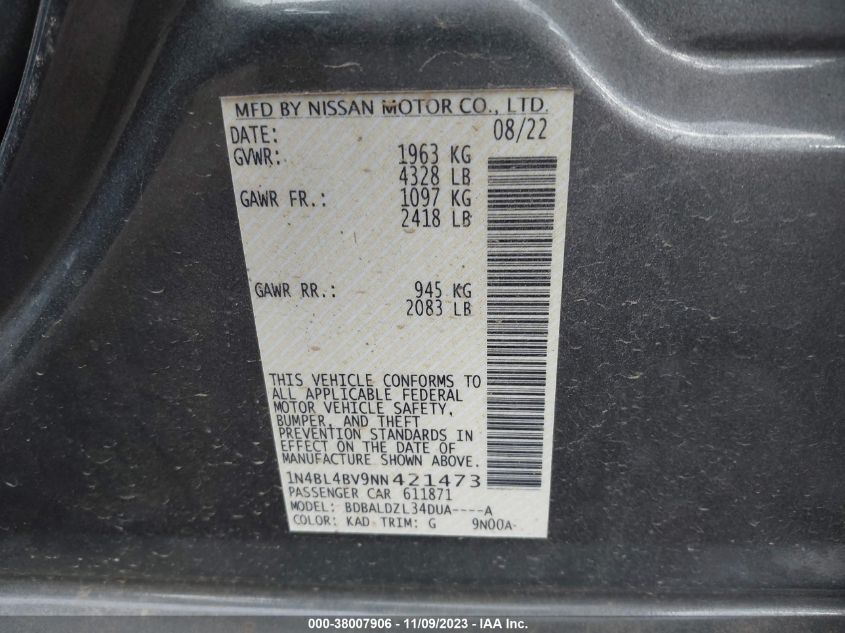 MFD BY NISSAN MOTOR CO., LTD.
DATE: 08/22
GVWR: 1963 KG
4328 LB
GAWR FR.: 1097 KG
2418 LB
GAWR RR.: 945 KG
2083 LB
THIS VEHICLE CONFORMS TO
ALL APPLICABLE FEDERAL
MOTOR VEHICLE SAFETY,
BUMPER, AND THEFT
PREVENTION STANDARDS IN
EFFECT ON THE DATE OF
MANUFACTURE SHOWN ABOVE.
1N4BL4BV9NN421473
PASSENGER CAR 611871
MODEL: BDBALDZL34DUA----A
COLOR: KAD TRIM: G 9N00A-
000-38007906 - 11/09/2023 - IAA Inc.